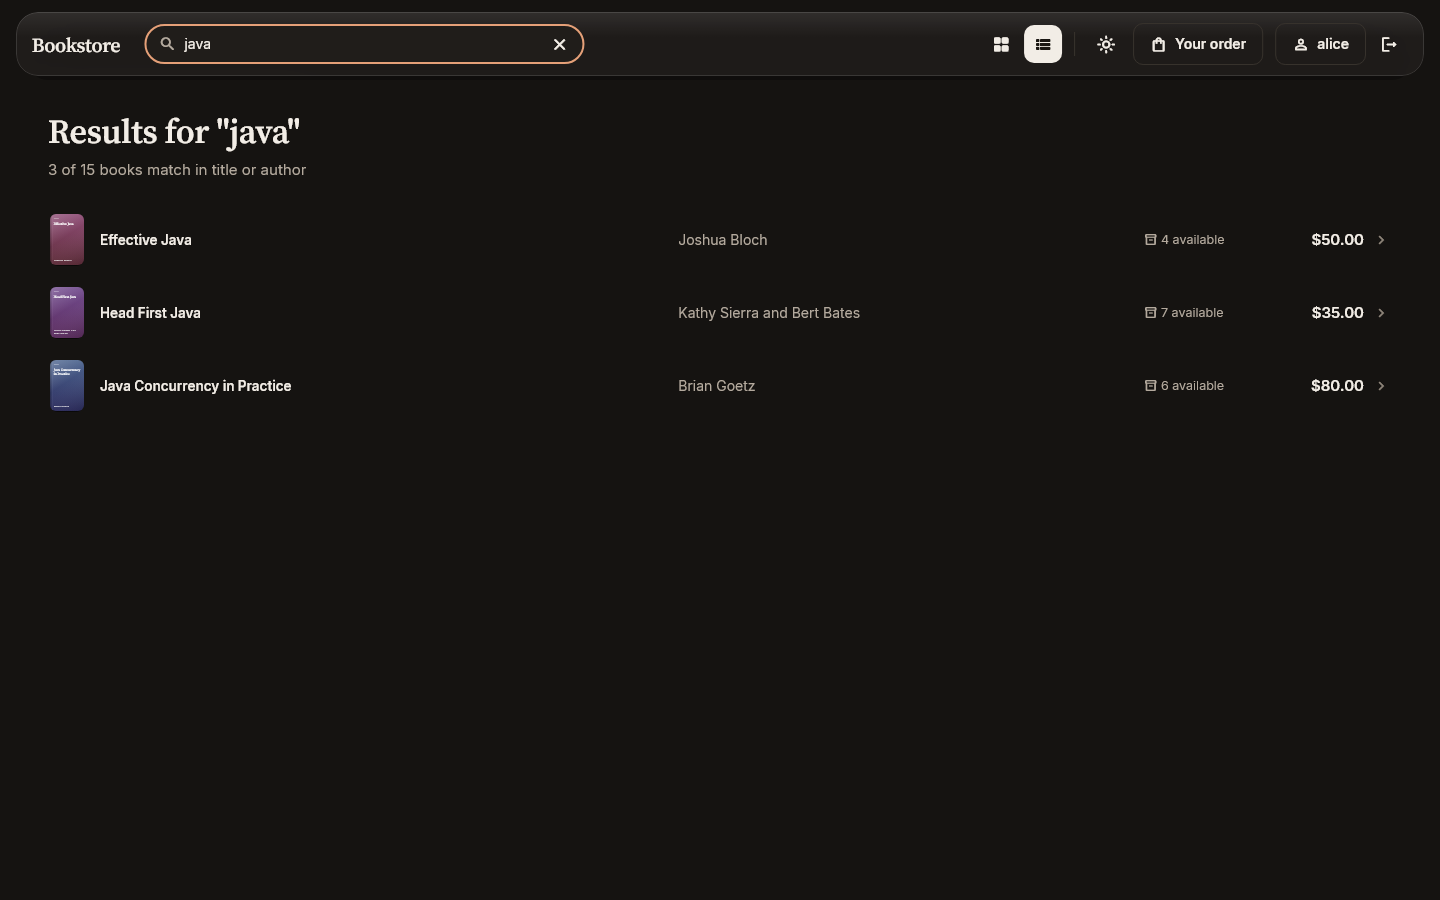 Bookstore
java
Your order
alice
Results for "java"
3 of 15 books match in title or author
Effective Java
Joshua Bloch
4 available
$50.00
Head First Java
Kathy Sierra and Bert Bates
7 available
$35.00
Java Concurrency in Practice
Brian Goetz
6 available
$80.00